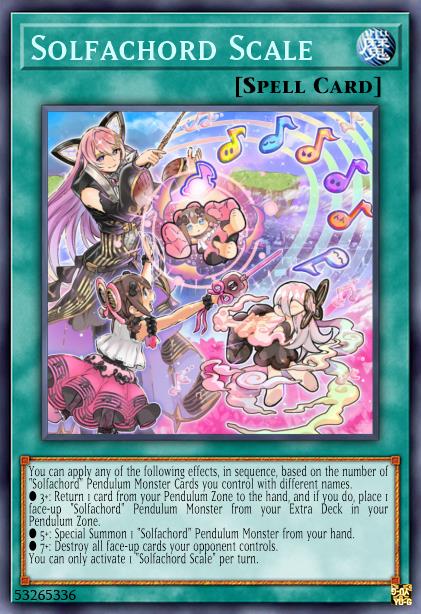 Solfachord Scale
[Spell Card]
You can apply any of the following effects, in sequence, based on the number of
"Solfachord" Pendulum Monster Cards you control with different names.
● 3+: Return 1 card from your Pendulum Zone to the hand, and if you do, place 1
face-up "Solfachord" Pendulum Monster from your Extra Deck in your
Pendulum Zone.
● 5+: Special Summon 1 "Solfachord" Pendulum Monster from your hand.
● 7+: Destroy all face-up cards your opponent controls.
You can only activate 1 "Solfachord Scale" per turn.
53265336